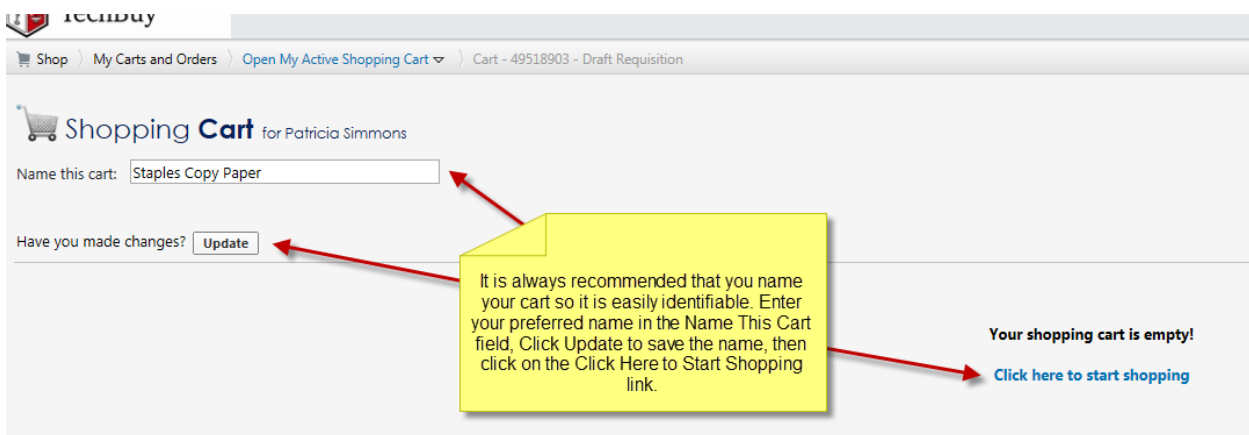 TechBuy
Shop My Carts and Orders Open My Active Shopping Cart Cart - 49518903 - Draft Requisition
Shopping Cart for Patricia Simmons
Name this cart: Staples Copy Paper
Have you made changes? Update
It is always recommended that you name
your cart so it is easily identifiable. Enter
your preferred name in the Name This Cart
field, Click Update to save the name, then
click on the Click Here to Start Shopping
link.
Your shopping cart is empty!
Click here to start shopping